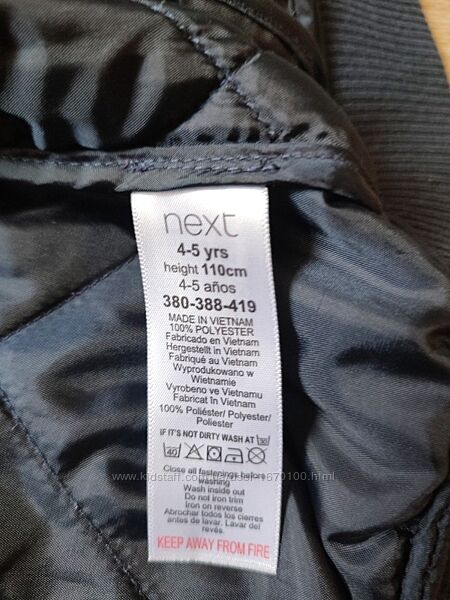 next
4-5 yrs
height 110cm
4-5 años
380-388-419
MADE IN VIETNAM
100% POLYESTER
Fabricado en Vietnam
Hergestellt in Vietnam
Fabriqué au Vietnam
Wyprodukowano w
Wietnamie
Vyrobeno ve Vietnamu
Fabricat în Vietnam
100% Poliéster/ Polyester/
Poliester
IF IT'S NOT DIRTY WASH AT 30
40
Close all fastenings before
washing
Wash inside out
Do not iron trim
Iron on reverse
Abrochar todos los cierres
antes de lavar. Lavar del
revés.
KEEP AWAY FROM FIRE